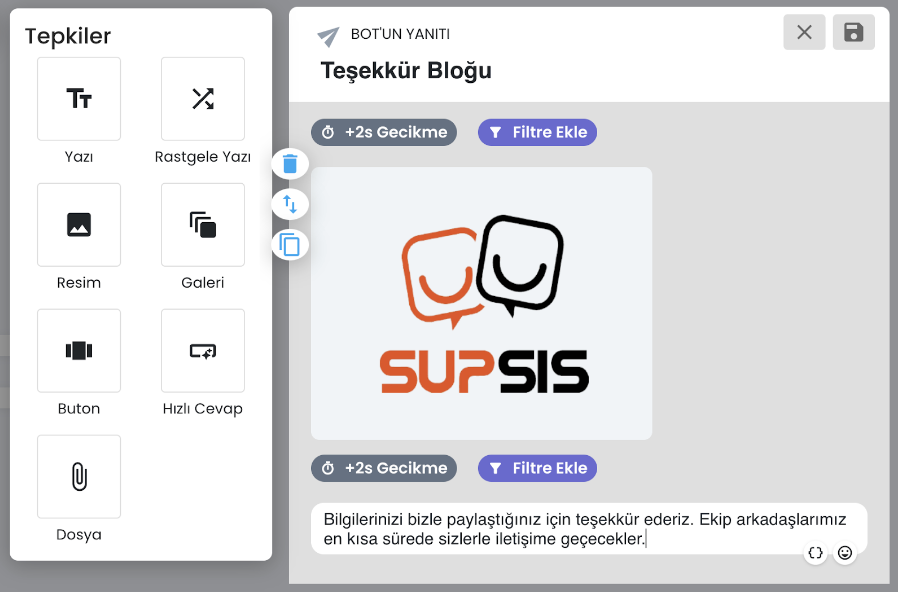 Tepkiler
Yazı
Rastgele Yazı
Resim
Galeri
Buton
Hızlı Cevap
Dosya
BOT'UN YANITI
Teşekkür Bloğu
+2s Gecikme
Filtre Ekle
SUPSIS
+2s Gecikme
Filtre Ekle
Bilgilerinizi bizle paylaştığınız için teşekkür ederiz. Ekip arkadaşlarımız
en kısa sürede sizlerle iletişime geçecekler.